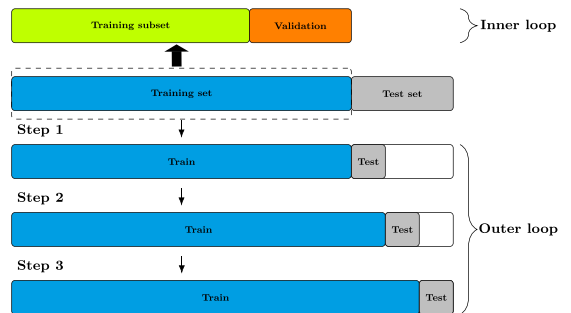 Training subset
Validation
Inner loop
Training set
Test set
Step 1
Train
Test
Step 2
Train
Test
Outer loop
Step 3
Train
Test